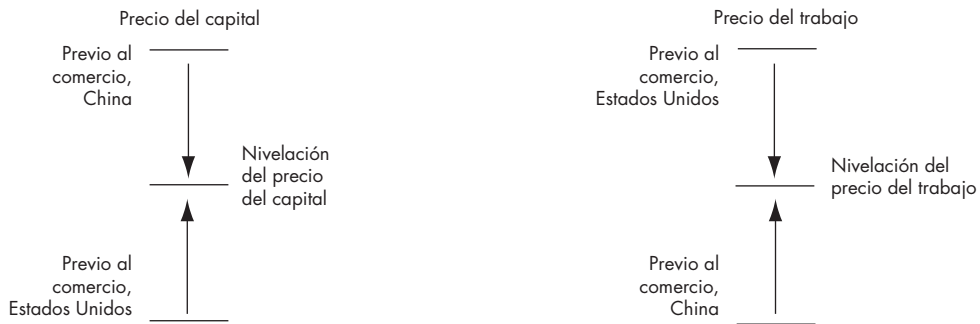 Precio del capital
Previo al
comercio,
China
Nivelación
del precio
del capital
Previo al
comercio,
Estados Unidos
Precio del trabajo
Previo al
comercio,
Estados Unidos
Nivelación del
precio del trabajo
Previo al
comercio,
China